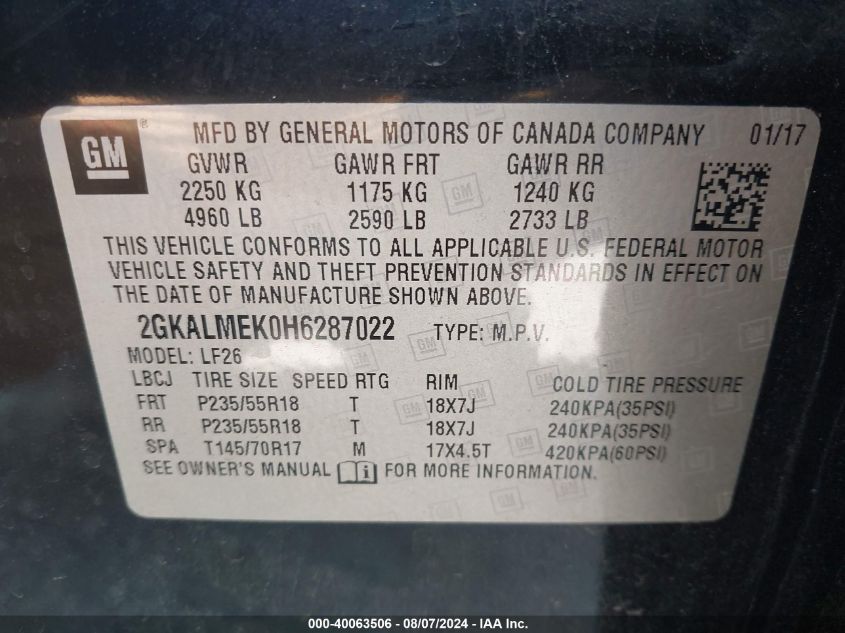 GM® MFD BY GENERAL MOTORS OF CANADA COMPANY 01/17
GVWR GAWR FRT GAWR RR
2250 KG 1175 KG 1240 KG
4960 LB 2590 LB 2733 LB
THIS VEHICLE CONFORMS TO ALL APPLICABLE U.S. FEDERAL MOTOR
VEHICLE SAFETY AND THEFT PREVENTION STANDARDS IN EFFECT ON
THE DATE OF MANUFACTURE SHOWN ABOVE.
2GKALMEK0H6287022 TYPE: M.P.V.
MODEL: LF26
LBCJ TIRE SIZE SPEED RTG RIM COLD TIRE PRESSURE
FRT P235/55R18 T 18X7J 240KPA(35PSI)
RR P235/55R18 T 18X7J 240KPA(35PSI)
SPA T145/70R17 M 17X4.5T 420KPA(60PSI)
SEE OWNER'S MANUAL FOR MORE INFORMATION.
000-40063506 - 08/07/2024 - IAA Inc.